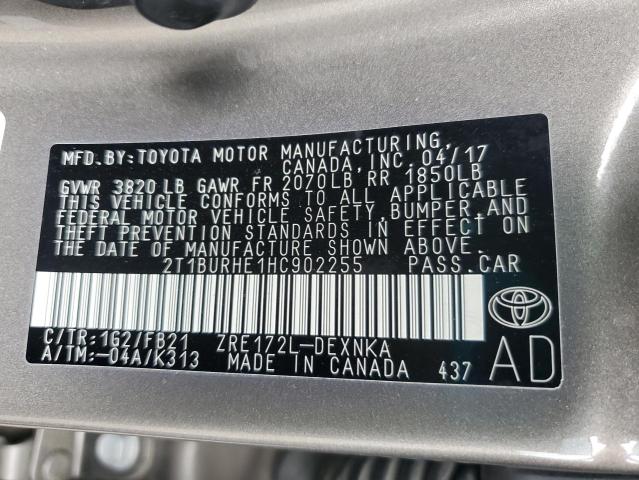 MFD. BY: TOYOTA MOTOR MANUFACTURING,
CANADA, INC. 04/17
GVWR 3820 LB GAWR FR 2070LB, RR 1850LB
THIS VEHICLE CONFORMS TO ALL APPLICABLE
FEDERAL MOTOR VEHICLE SAFETY, BUMPER, AND
THEFT PREVENTION STANDARDS IN EFFECT ON
THE DATE OF MANUFACTURE SHOWN ABOVE.
2T1BURHE1HC902255 PASS. CAR
C/TR: 1G2/FB21 ZRE172L-DEXNKA
A/TM: -04A/K313 MADE IN CANADA 437 AD